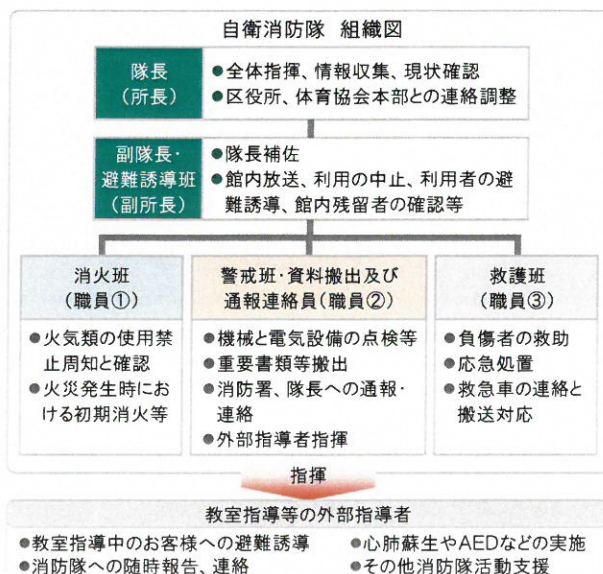 自衛消防隊 組織図
隊長
(所長)
●全体指揮、情報収集、現状確認
●区役所、体育協会本部との連絡調整
副隊長・
避難誘導班
(副所長)
●隊長補佐
●館内放送、利用の中止、利用者の避
難誘導、館内残留者の確認等
消火班
(職員①)
●火気類の使用禁
止周知と確認
●火災発生時にお
ける初期消火等
警戒班・資料搬出及び
通報連絡員(職員②)
●機械と電気設備の点検等
●重要書類等搬出
●消防署、隊長への通報・
連絡
●外部指導者指揮
救護班
(職員③)
●負傷者の救助
●応急処置
●救急車の連絡と
搬送対応
指揮
教室指導等の外部指導者
●教室指導中のお客様への避難誘導
●消防隊への随時報告、連絡
●心肺蘇生やAEDなどの実施
●その他消防隊活動支援